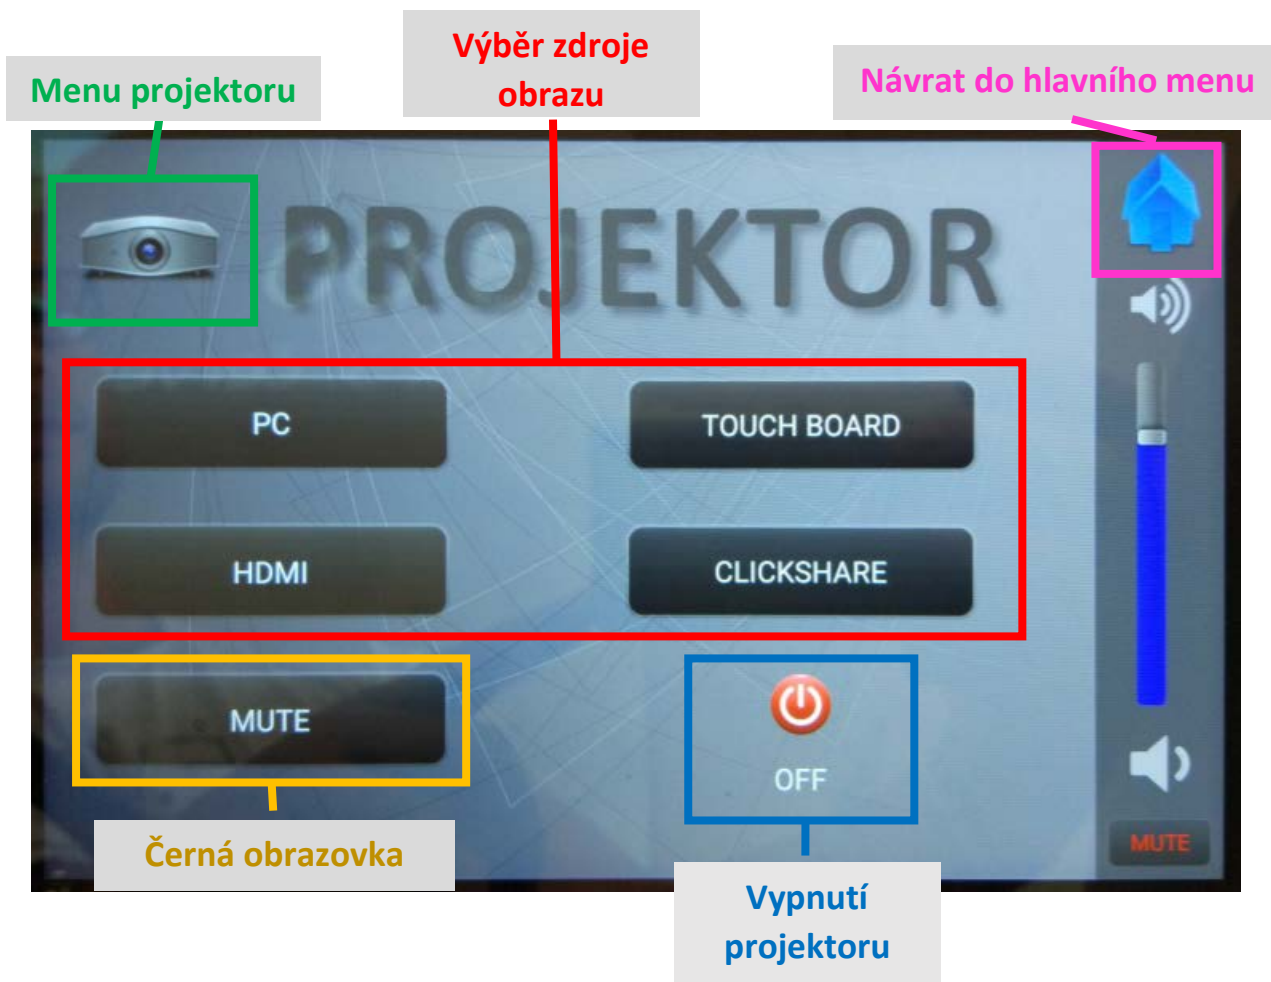 Výběr zdroje
obrazu
Menu projektoru
Návrat do hlavního menu
PROJEKTOR
PC
TOUCH BOARD
HDMI
CLICKSHARE
MUTE
OFF
MUTE
Černá obrazovka
Vypnutí
projektoru